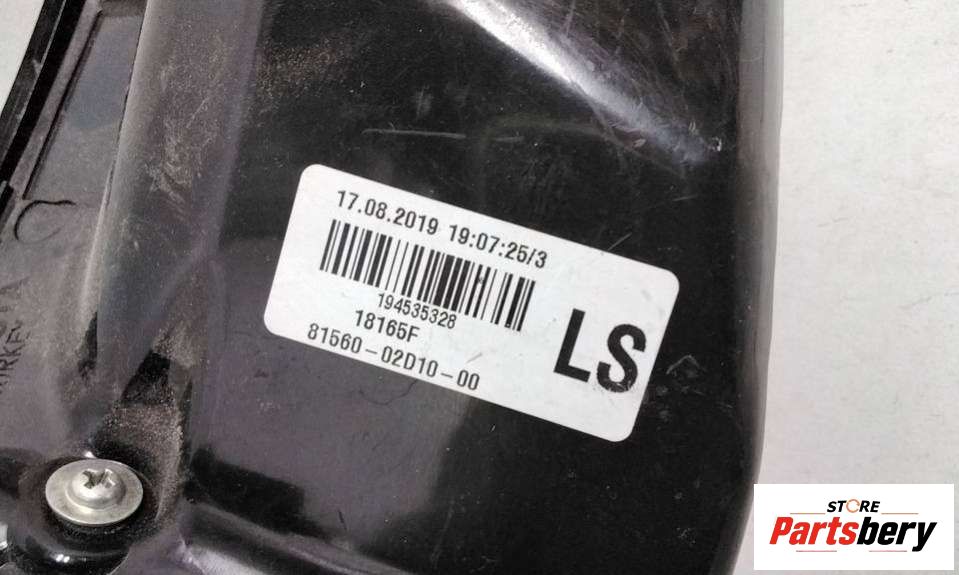 17.08.2019 19:07:25/3
194535328
18165F
81560-02D10-00
LS
STORE
Partsbery